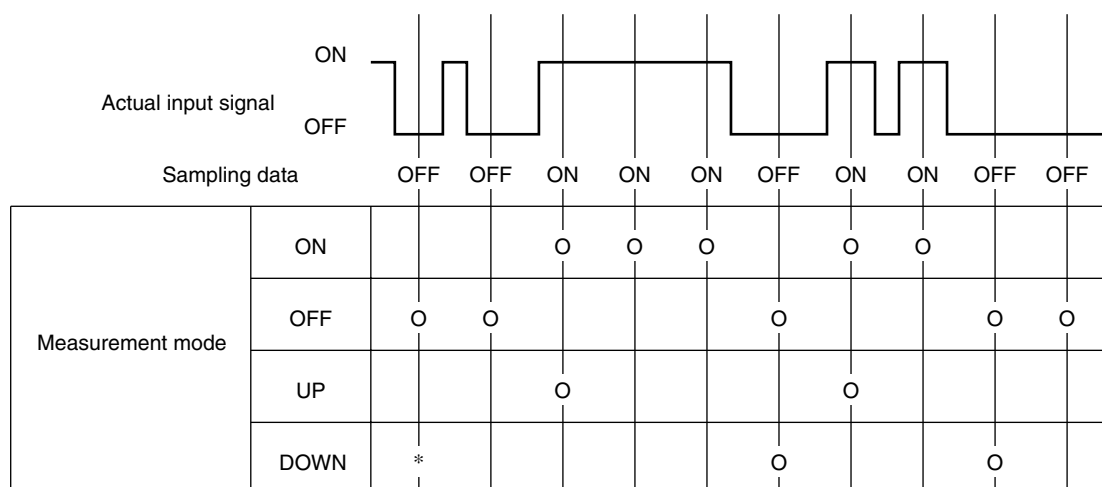 ON
Actual input signal
OFF
Sampling data OFF OFF ON ON ON OFF ON ON OFF OFF
ON O O O O O
OFF O O O O O
Measurement mode
UP O O
DOWN * O O